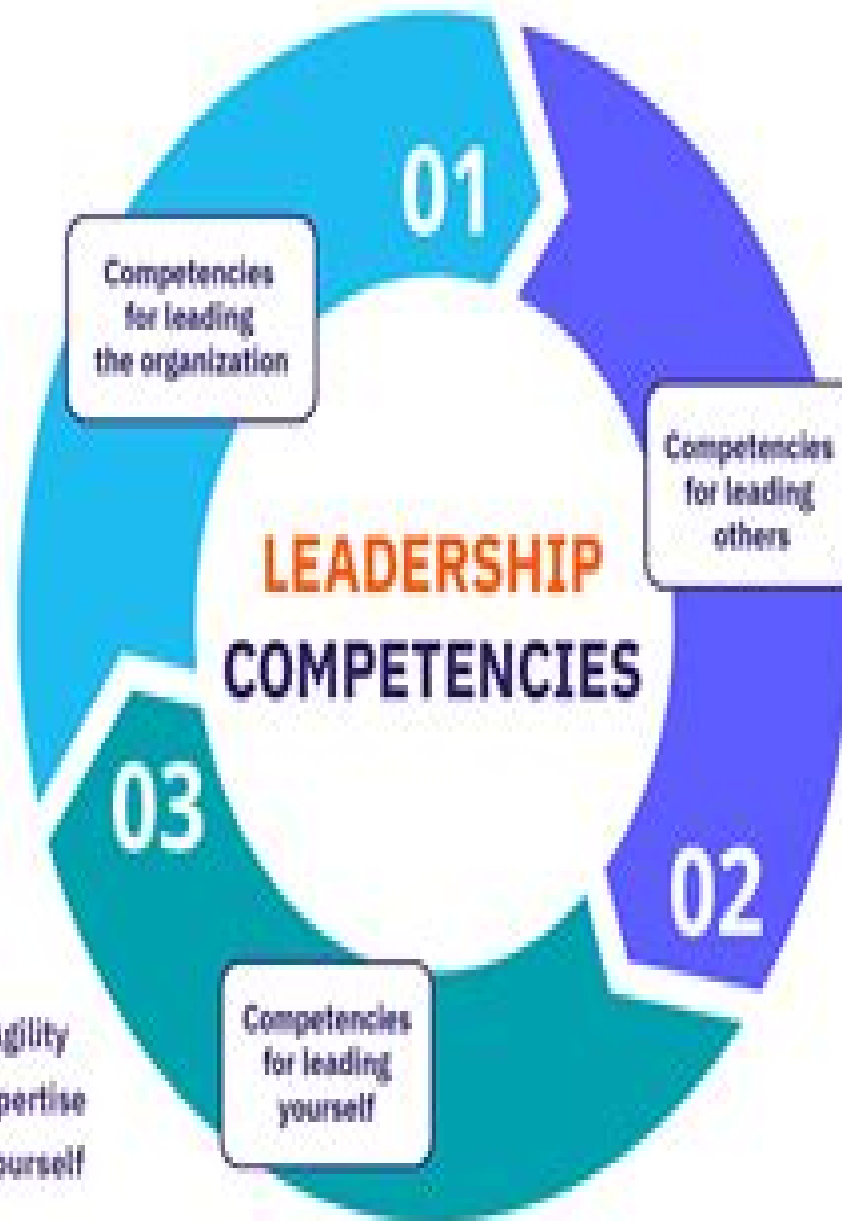 01
Competencies
for leading
the organization
Competencies
for leading
others
LEADERSHIP
COMPETENCIES
03
02
Competencies
for leading
yourself